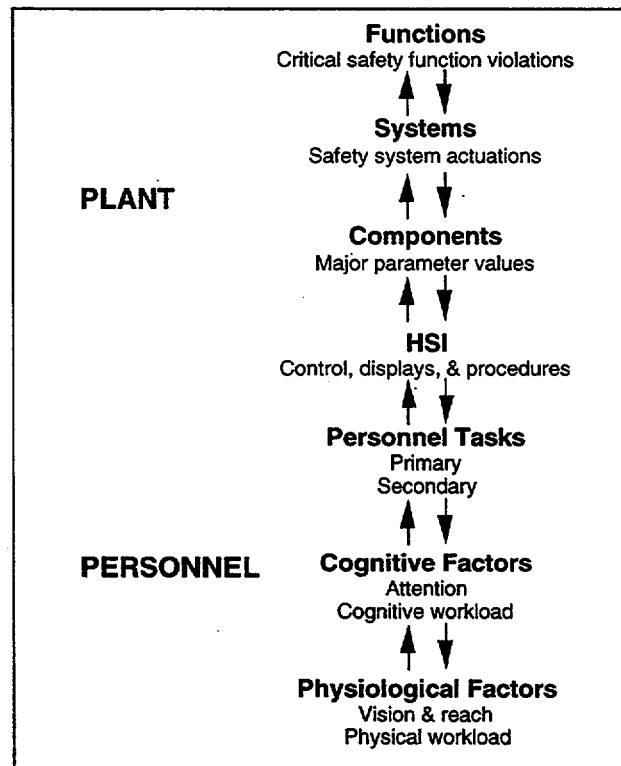 Functions
Critical safety function violations
Systems
Safety system actuations
PLANT
Components
Major parameter values
HSI
Control, displays, & procedures
Personnel Tasks
Primary
Secondary
PERSONNEL
Cognitive Factors
Attention
Cognitive workload
Physiological Factors
Vision & reach
Physical workload